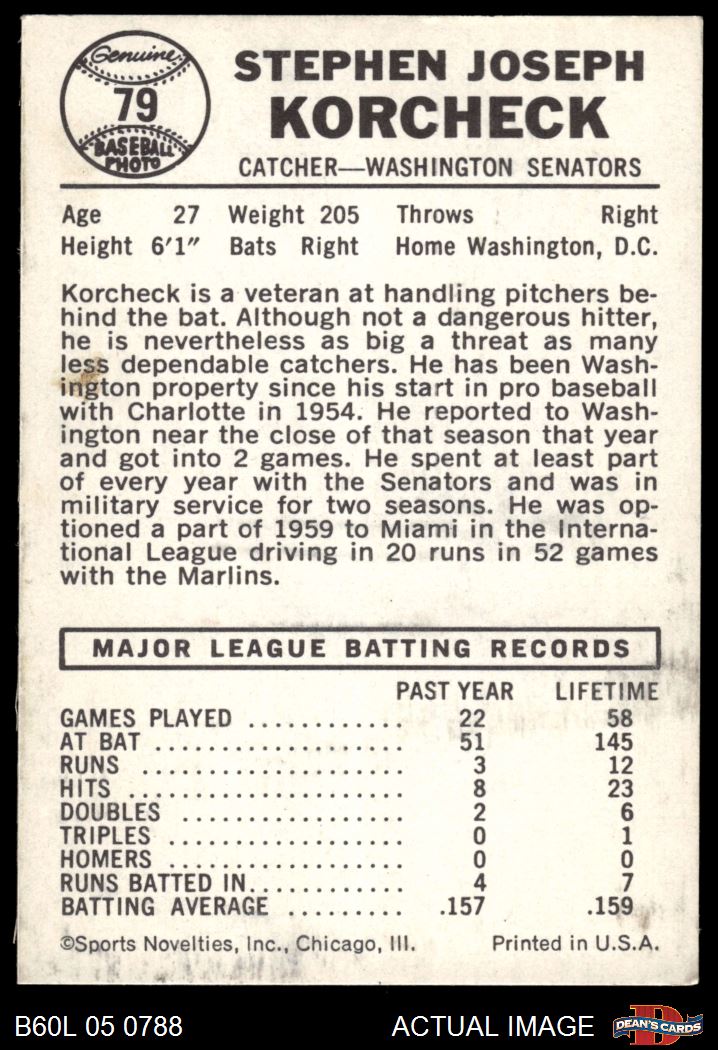 Genuine
79
BASEBALL
PHOTO
STEPHEN JOSEPH
KORCHECK
CATCHER—WASHINGTON SENATORS
Age 27 Weight 205 Throws Right
Height 6'1" Bats Right Home Washington, D.C.
Korcheck is a veteran at handling pitchers be-
hind the bat. Although not a dangerous hitter,
he is nevertheless as big a threat as many
less dependable catchers. He has been Wash-
ington property since his start in pro baseball
with Charlotte in 1954. He reported to Wash-
ington near the close of that season that year
and got into 2 games. He spent at least part
of every year with the Senators and was in
military service for two seasons. He was op-
tioned a part of 1959 to Miami in the Interna-
tional League driving in 20 runs in 52 games
with the Marlins.
MAJOR LEAGUE BATTING RECORDS
PAST YEAR LIFETIME
GAMES PLAYED ............. 22 58
AT BAT .................... 51 145
RUNS ..................... 3 12
HITS ...................... 8 23
DOUBLES .................. 2 6
TRIPLES .................... 0 1
HOMERS ................... 0 0
RUNS BATTED IN............ 4 7
BATTING AVERAGE ......... .157 .159
©Sports Novelties, Inc., Chicago, Ill. Printed in U.S.A.
B60L 05 0788 ACTUAL IMAGE DEAN'S CARDS